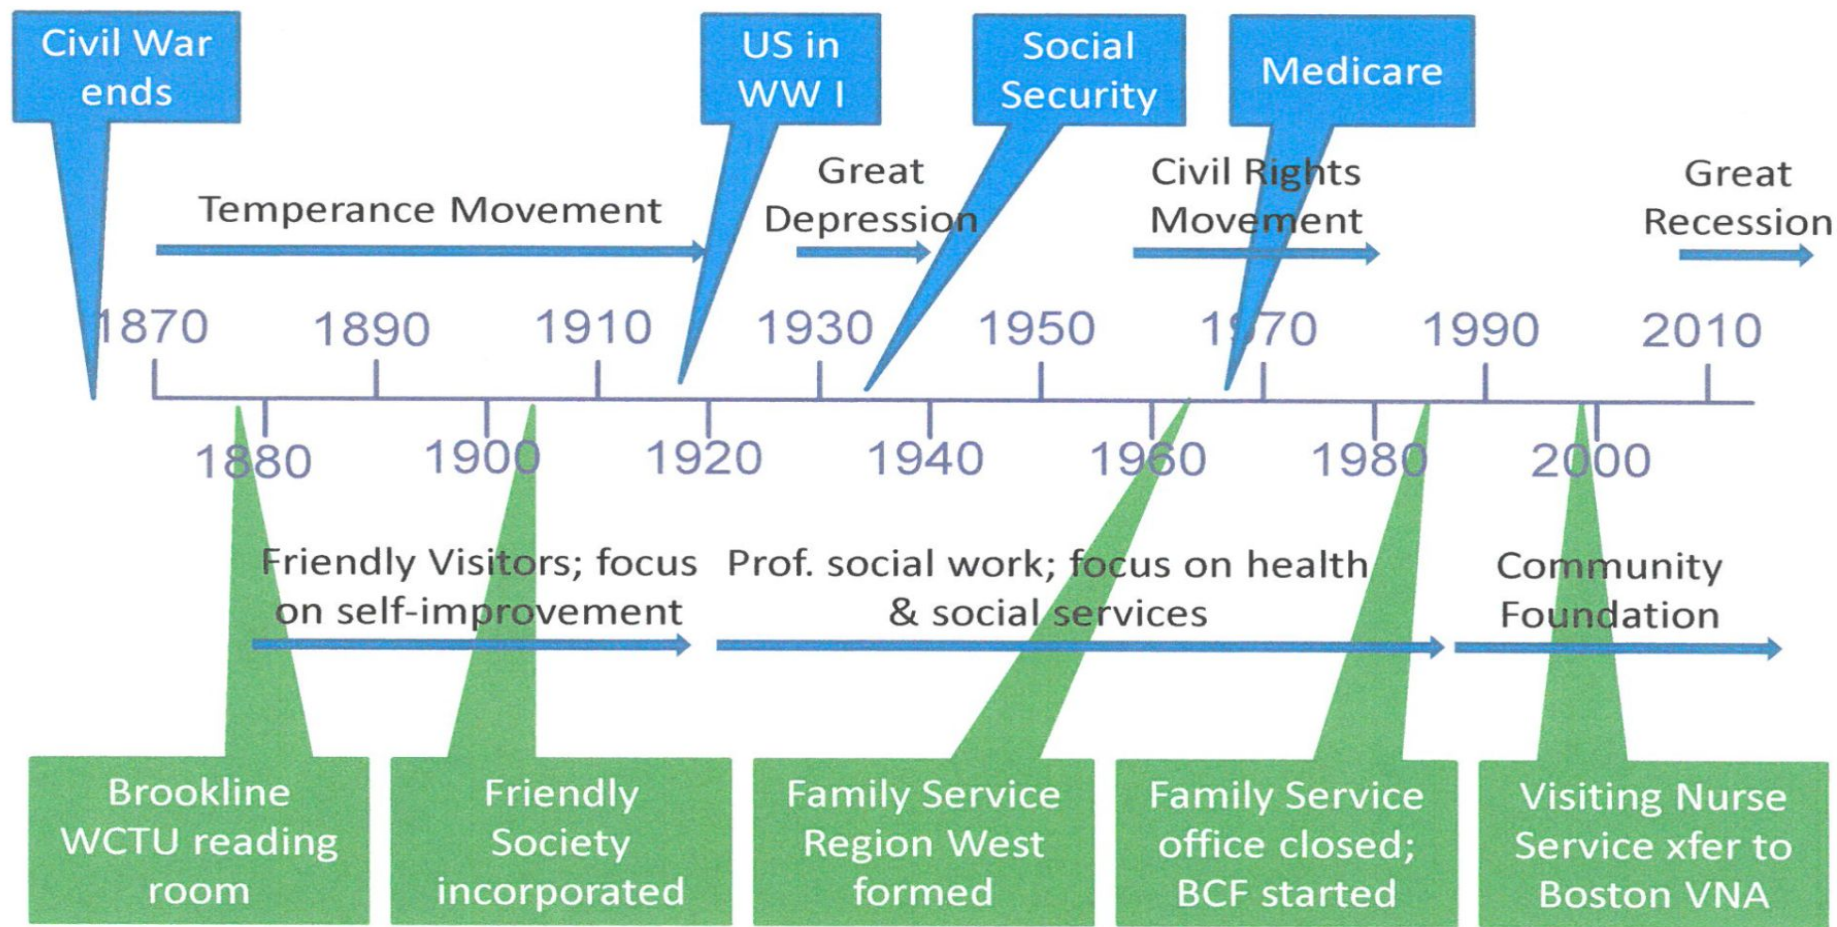 Civil War
ends
US in
WW I
Social
Security
Medicare
Temperance Movement
Great
Depression
Civil Rights
Movement
Great
Recession
1870
1890
1910
1930
1950
1970
1990
2010
1880
1900
1920
1940
1960
1980
2000
Friendly Visitors; focus
on self-improvement
Prof. social work; focus on health
& social services
Community
Foundation
Brookline
WCTU reading
room
Friendly
Society
incorporated
Family Service
Region West
formed
Family Service
office closed;
BCF started
Visiting Nurse
Service xfer to
Boston VNA